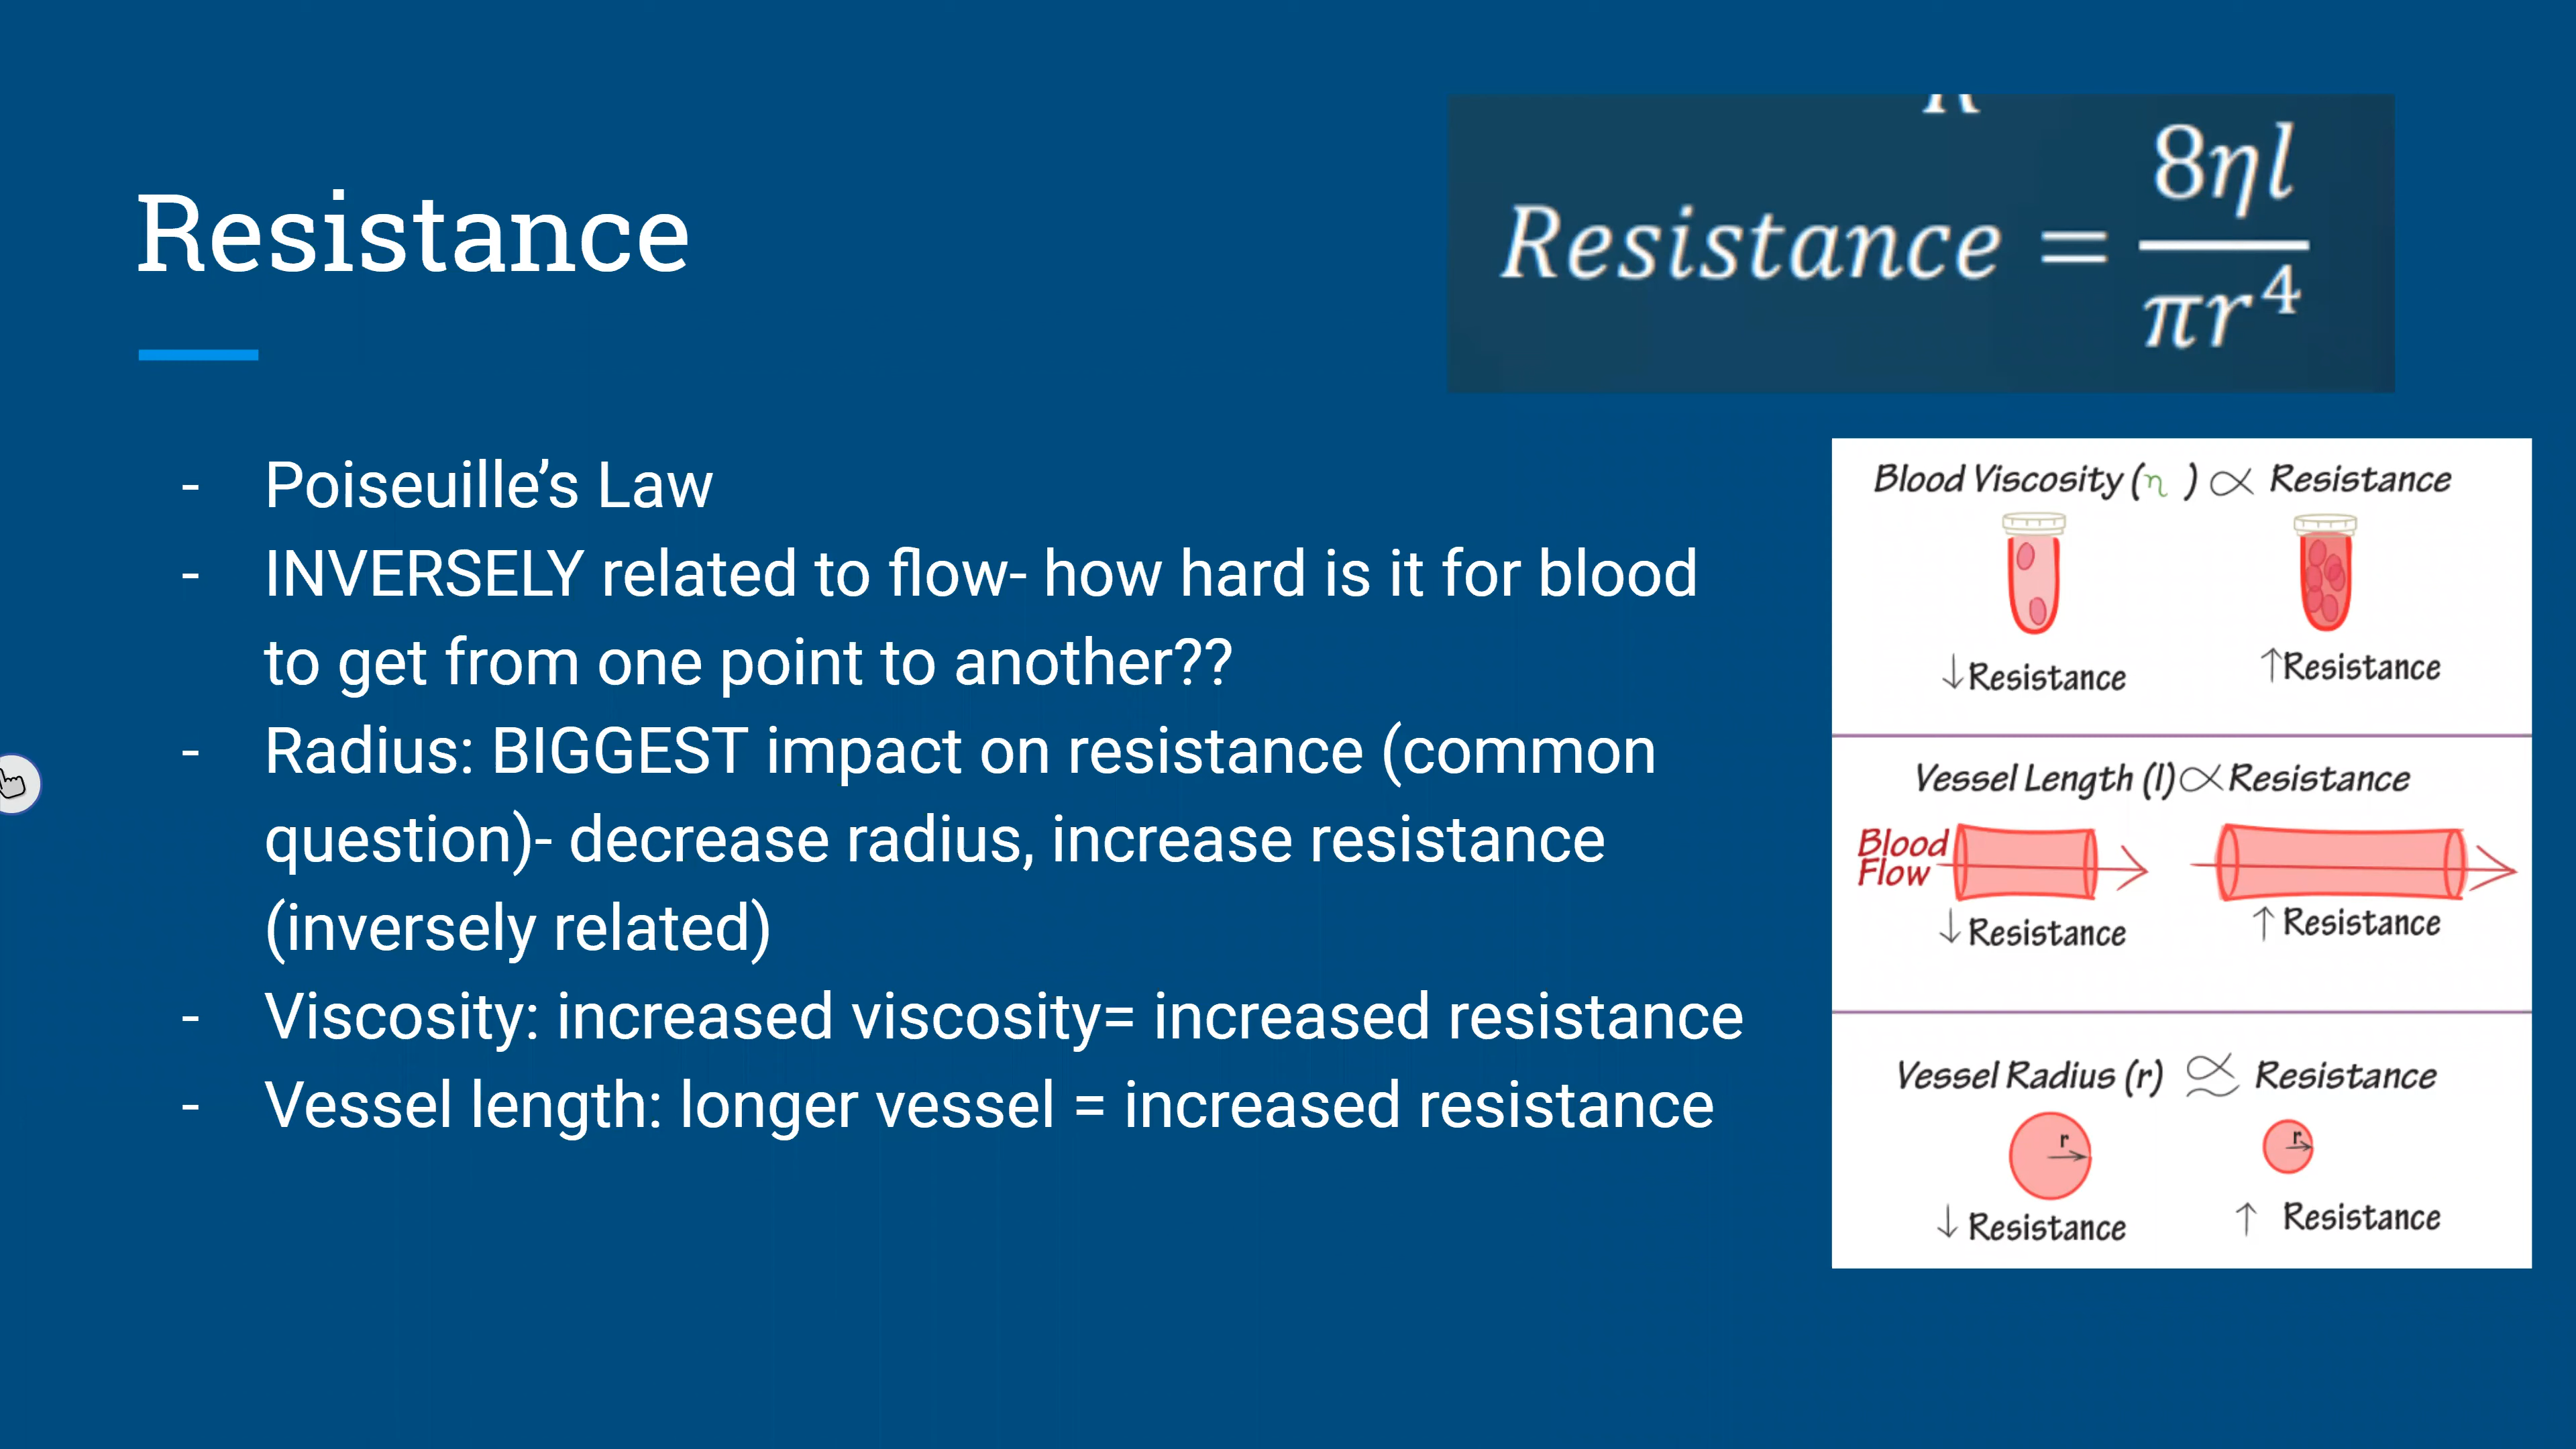 Resistance
Resistance = 8ηl / πr⁴
- Poiseuille’s Law
- INVERSELY related to flow- how hard is it for blood
to get from one point to another??
- Radius: BIGGEST impact on resistance (common
question)- decrease radius, increase resistance
(inversely related)
- Viscosity: increased viscosity= increased resistance
- Vessel length: longer vessel = increased resistance
Blood Viscosity (η) ∝ Resistance
↓ Resistance ↑ Resistance
Vessel Length (l) ∝ Resistance
Blood
Flow
↓ Resistance ↑ Resistance
Vessel Radius (r) ∝ Resistance
r r
↓ Resistance ↑ Resistance